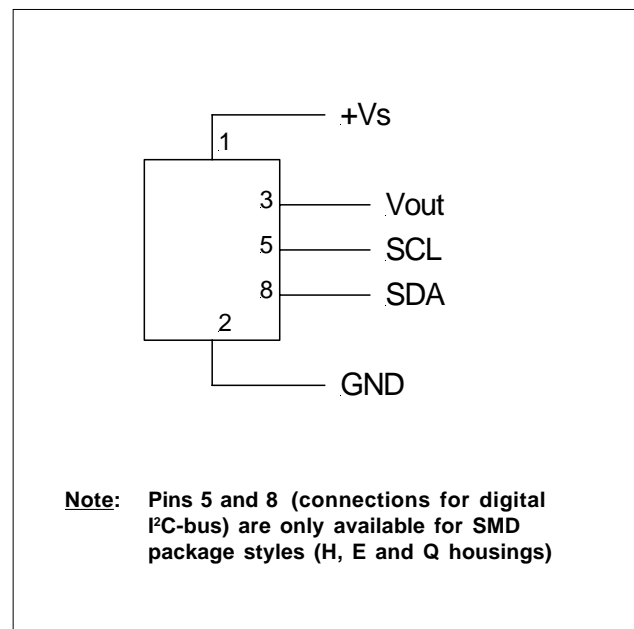 +Vs
1
3 Vout
5 SCL
8 SDA
2
GND
Note: Pins 5 and 8 (connections for digital
I²C-bus) are only available for SMD
package styles (H, E and Q housings)